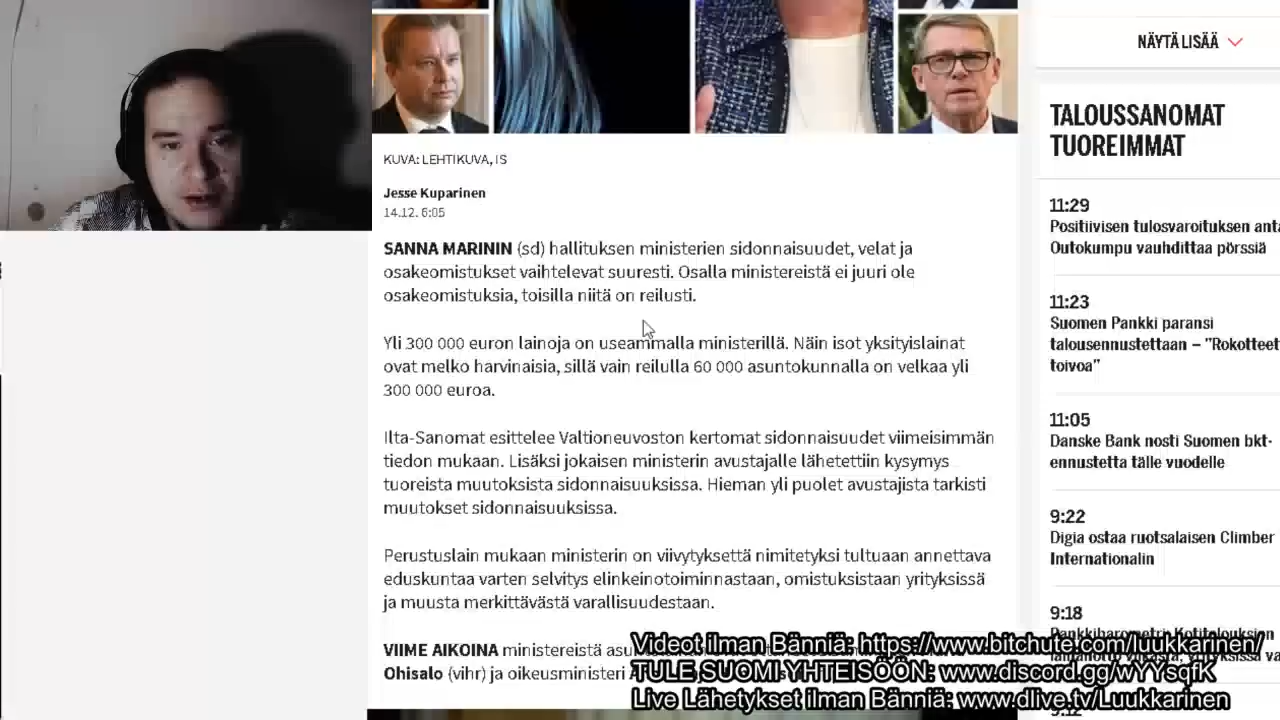 KUVA: LEHTIKUVA, IS
Jesse Kuparinen
14.12. 6:05
SANNA MARININ (sd) hallituksen ministerien sidonnaisuudet, velat ja
osakeomistukset vaihtelevat suuresti. Osalla ministereistä ei juuri ole
osakeomistuksia, toisilla niitä on reilusti.
Yli 300 000 euron lainoja on useammalla ministerillä. Näin isot yksityislainat
ovat melko harvinaisia, sillä vain reilulla 60 000 asuntokunnalla on velkaa yli
300 000 euroa.
Ilta-Sanomat esittelee Valtioneuvoston kertomat sidonnaisuudet viimeisimmän
tiedon mukaan. Lisäksi jokaisen ministerin avustajalle lähetettiin kysymys
tuoreista muutoksista sidonnaisuuksissa. Hieman yli puolet avustajista tarkisti
muutokset sidonnaisuuksissa.
Perustuslain mukaan ministerin on viivytyksettä nimitetyksi tultuaan annettava
eduskuntaa varten selvitys elinkeinotoiminnastaan, omistuksistaan yrityksissä
ja muusta merkittävästä varallisuudestaan.
VIIME AIKOINA ministereistä
Ohisalo (vihr) ja oikeusministeri
NÄYTÄ LISÄÄ
TALOUSSANOMAT
TUOREIMMAT
11:29
Positiivisen tulosvaroituksen
Outokumpu vauhdittaa pörssiä
11:23
Suomen Pankki paransi
talousennustettaan – ”Rokotteet
toivoa”
11:05
Danske Bank nosti Suomen bkt-
ennustetta tälle vuodelle
9:22
Digia ostaa ruotsalaisen Climber
Internationalin
9:18
Videot ilman Bänniä: https://www.bitchute.com/luukkarinen/
TULE SUOMI YHTEISÖÖN: www.discord.gg/wYYsqfiK
Live Lähetykset ilman Bänniä: www.dlive.tv/Luukkarinen